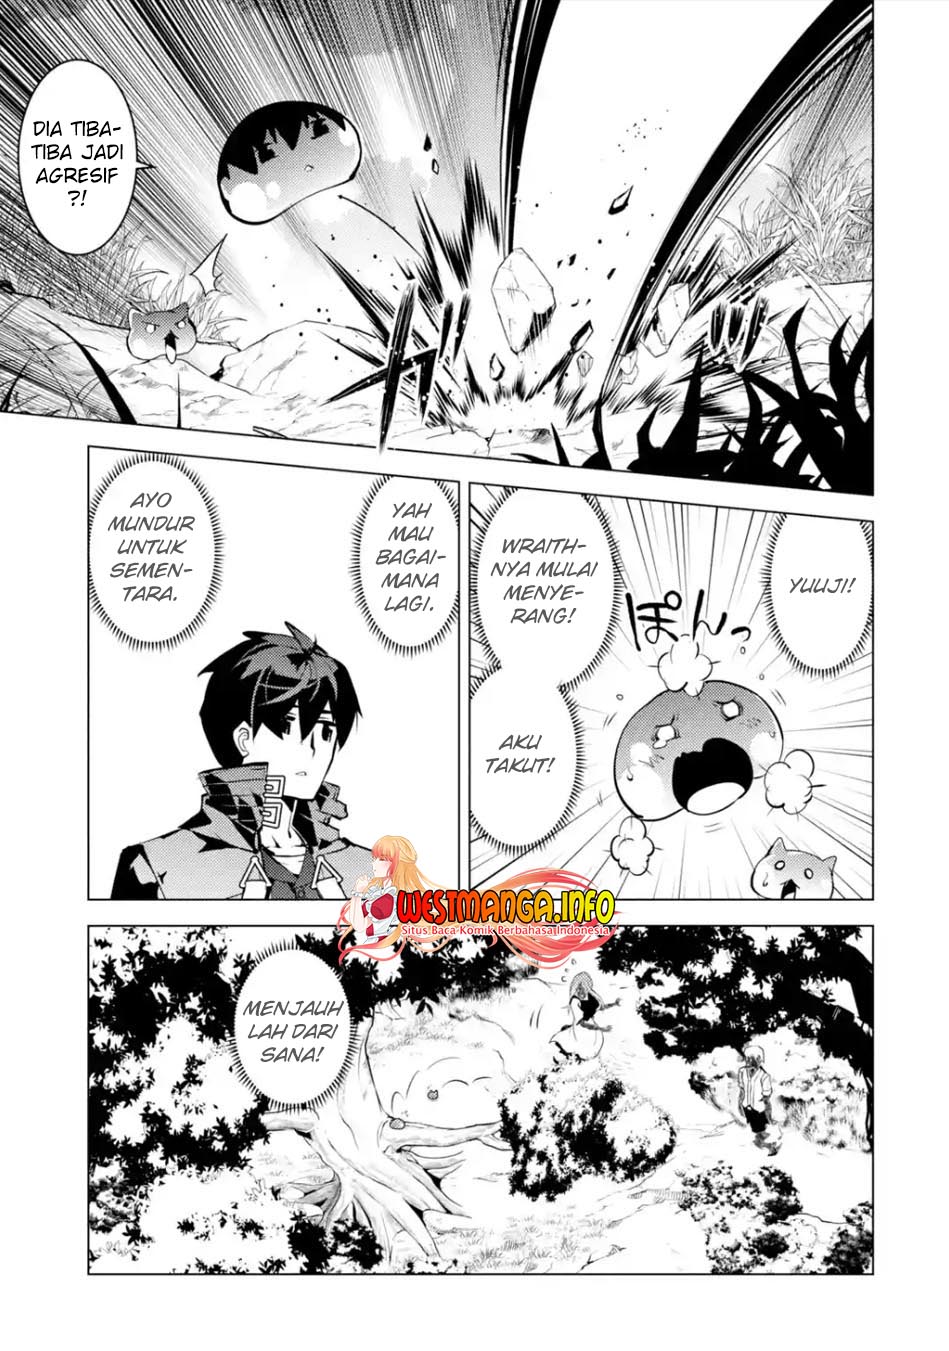 DIA TIBA-
TIBA JADI
AGRESIF
?!
YUUJI!
WRAITH-
NYA MULAI
MENYE-
RANG!
ぽんっ
AKU
TAKUT!
YAH
MAU
BAGAI-
MANA
LAGI.
AYO
MUNDUR
UNTUK
SEMEN-
TARA.
WESTMANGA.INFO
Situs Baca Komik Berbahasa Indonesia
MENJAUH
LAH DARI
SANA!